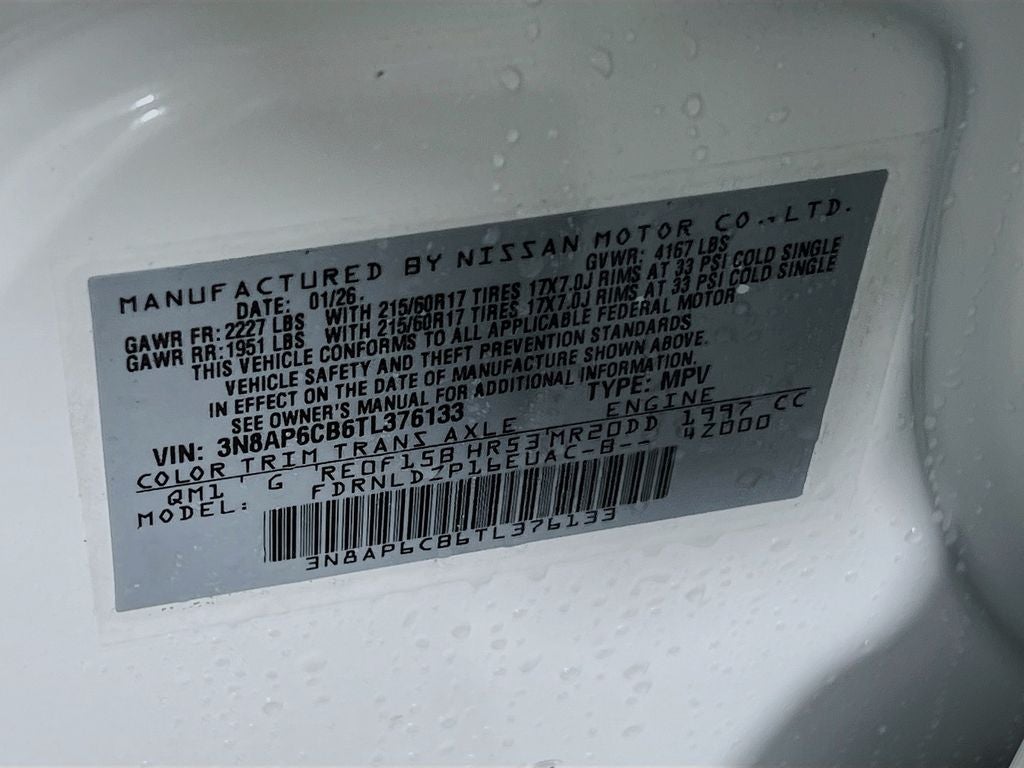 MANUFACTURED BY NISSAN MOTOR CO.,LTD.
DATE: 01/26 GVWR: 4167 LBS
GAWR FR: 2227 LBS WITH 215/60R17 TIRES 17X7.0J RIMS AT 33 PSI COLD SINGLE
GAWR RR: 1951 LBS WITH 215/60R17 TIRES 17X7.0J RIMS AT 33 PSI COLD SINGLE
THIS VEHICLE CONFORMS TO ALL APPLICABLE FEDERAL MOTOR
VEHICLE SAFETY AND THEFT PREVENTION STANDARDS
IN EFFECT ON THE DATE OF MANUFACTURE SHOWN ABOVE.
SEE OWNER'S MANUAL FOR ADDITIONAL INFORMATION.
VIN: 3N8AP6CB6TL376133 TYPE: MPV
COLOR TRIM TRANS AXLE ENGINE
QM1 G RE0F15B HR53 MR20DD 1997 CC
MODEL: FDRNLDZP16EUAC-B-- 4Z000
3N8AP6CB6TL376133